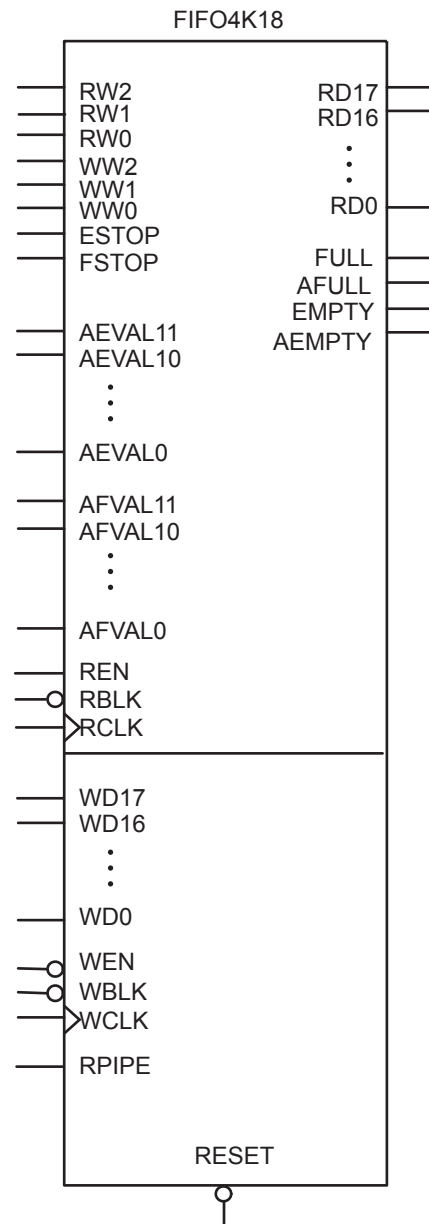 FIFO4K18
RW2
RW1
RW0
WW2
WW1
WW0
ESTOP
FSTOP
AEVAL11
AEVAL10
AEVAL0
AFVAL11
AFVAL10
AFVAL0
REN
RBLK
RCLK
RD17
RD16
RD0
FULL
AFULL
EMPTY
AEMPTY
WD17
WD16
WD0
WEN
WBLK
WCLK
RPIPE
RESET